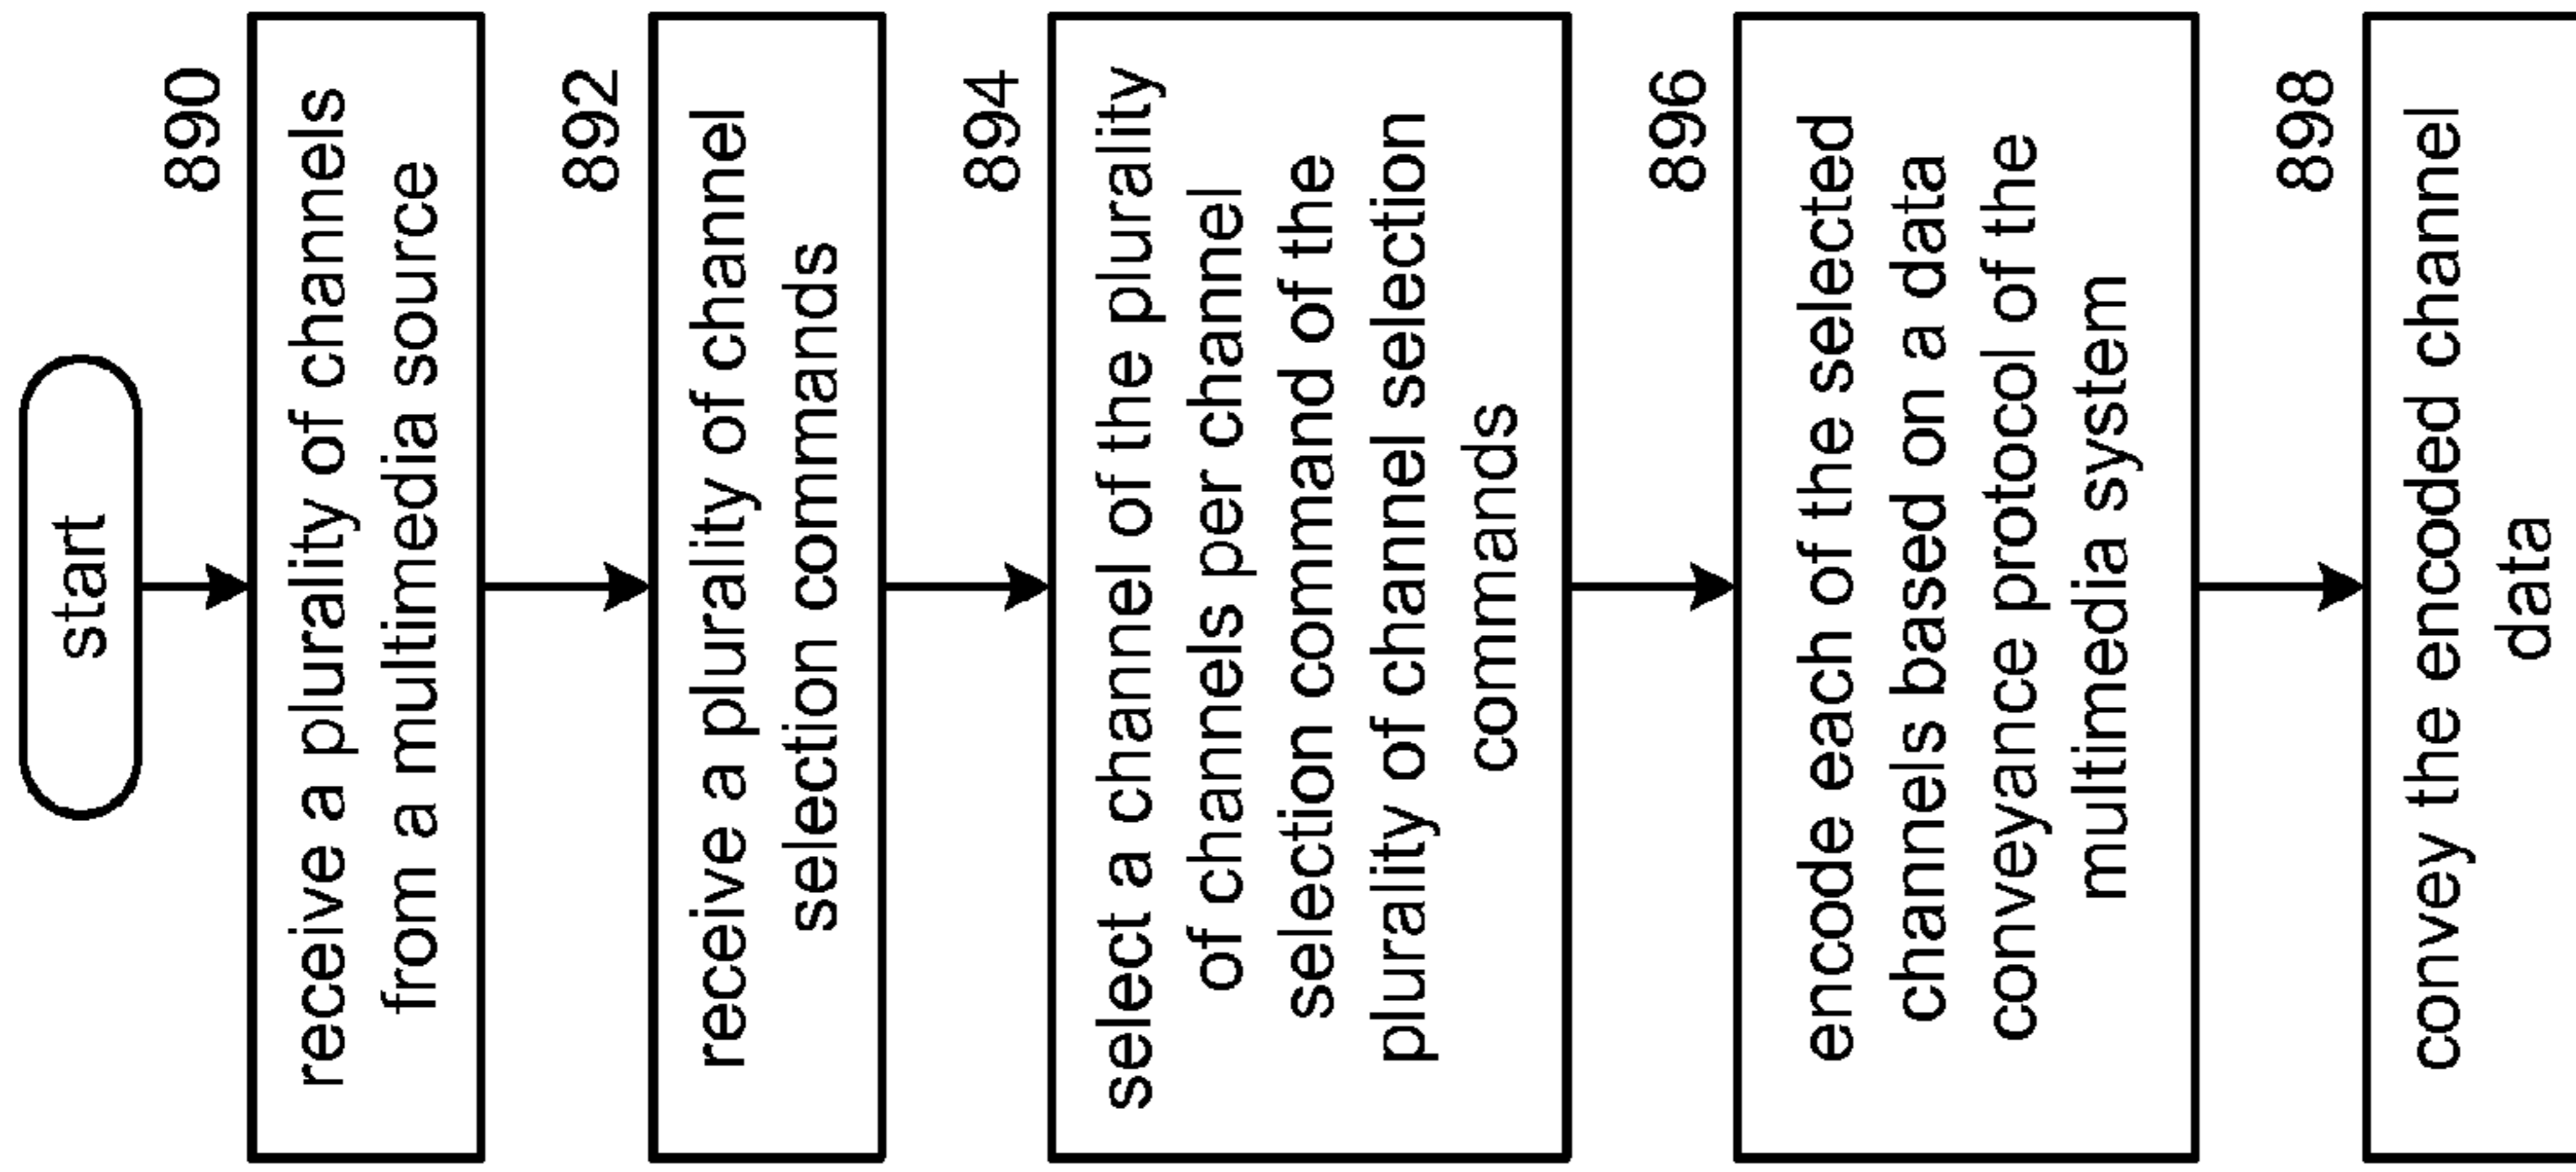 start
890
receive a plurality of channels
from a multimedia source
892
receive a plurality of channel
selection commands
894
select a channel of the plurality
of channels per channel
selection command of the
plurality of channel selection
commands
896
encode each of the selected
channels based on a data
conveyance protocol of the
multimedia system
898
convey the encoded channel
data